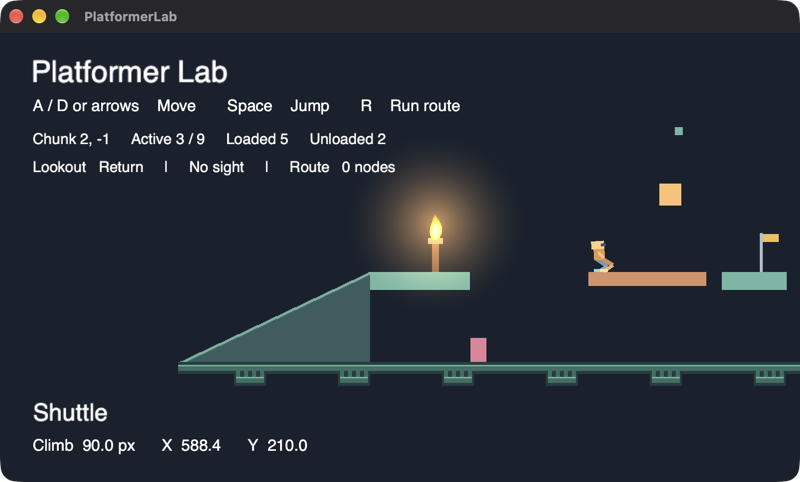 PlatformerLab
Platformer Lab
A / D or arrows Move Space Jump R Run route
Chunk 2, -1 Active 3 / 9 Loaded 5 Unloaded 2
Lookout Return | No sight | Route 0 nodes
Shuttle
Climb 90.0 px X 588.4 Y 210.0